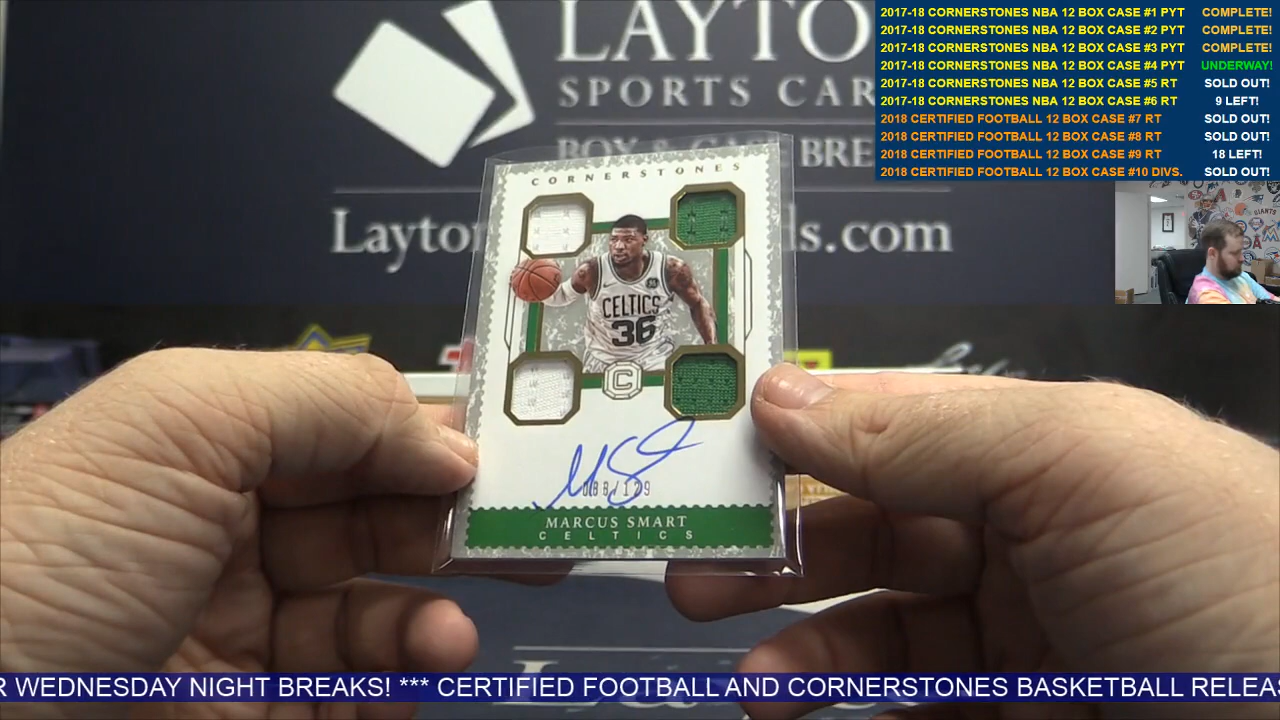 LAYTO
SPORTS CAR
BOX & CASE BRE
Layto
ds.com
2017-18 CORNERSTONES NBA 12 BOX CASE #1 PYT COMPLETE!
2017-18 CORNERSTONES NBA 12 BOX CASE #2 PYT COMPLETE!
2017-18 CORNERSTONES NBA 12 BOX CASE #3 PYT COMPLETE!
2017-18 CORNERSTONES NBA 12 BOX CASE #4 PYT UNDERWAY!
2017-18 CORNERSTONES NBA 12 BOX CASE #5 RT SOLD OUT!
2017-18 CORNERSTONES NBA 12 BOX CASE #6 RT 9 LEFT!
2018 CERTIFIED FOOTBALL 12 BOX CASE #7 RT SOLD OUT!
2018 CERTIFIED FOOTBALL 12 BOX CASE #8 RT SOLD OUT!
2018 CERTIFIED FOOTBALL 12 BOX CASE #9 RT 18 LEFT!
2018 CERTIFIED FOOTBALL 12 BOX CASE #10 DIVS. SOLD OUT!
GIANTS
CORNERSTONES
CELTICS
36
C
/129
MARCUS SMART
CELTICS
R WEDNESDAY NIGHT BREAKS! *** CERTIFIED FOOTBALL AND CORNERSTONES BASKETBALL RELEAS